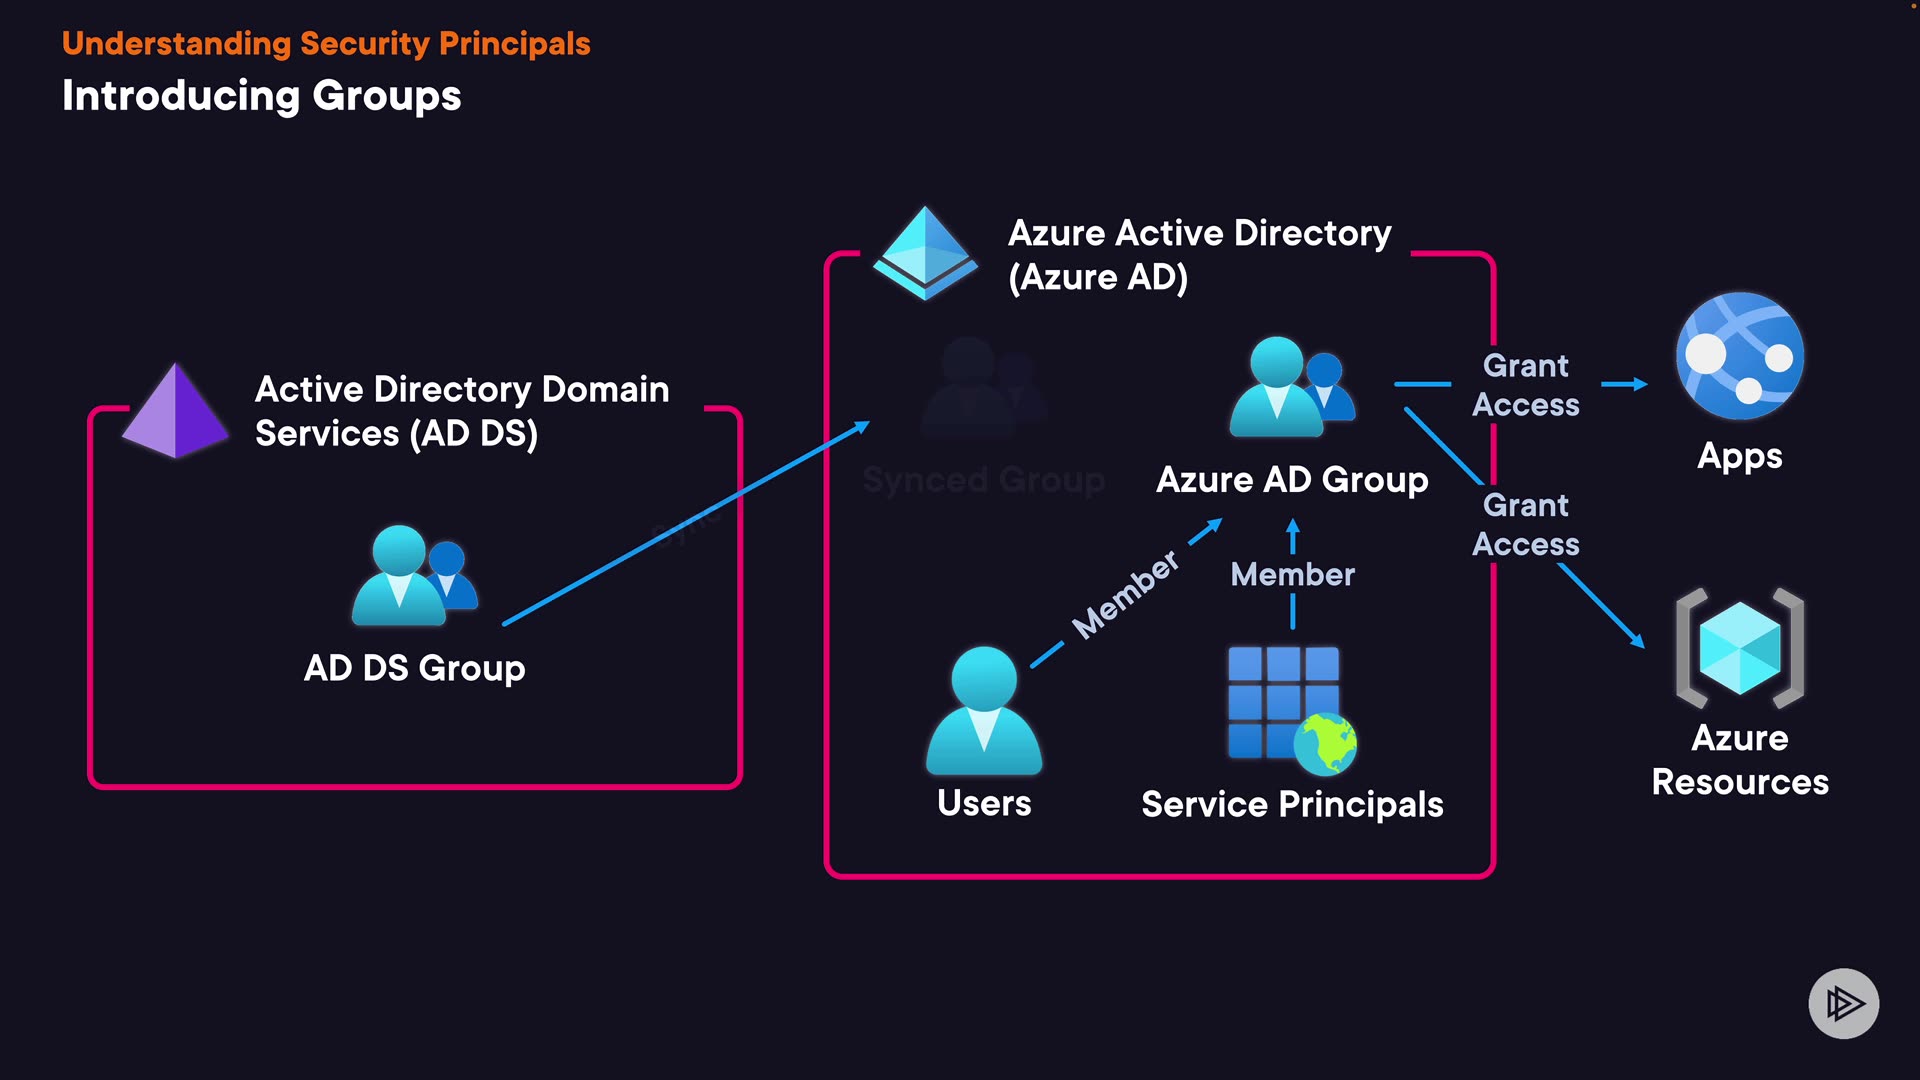 Understanding Security Principals
Introducing Groups
Active Directory Domain
Services (AD DS)
AD DS Group
Sync
Azure Active Directory
(Azure AD)
Synced Group
Azure AD Group
Member
Member
Users
Service Principals
Grant
Access
Apps
Grant
Access
Azure
Resources